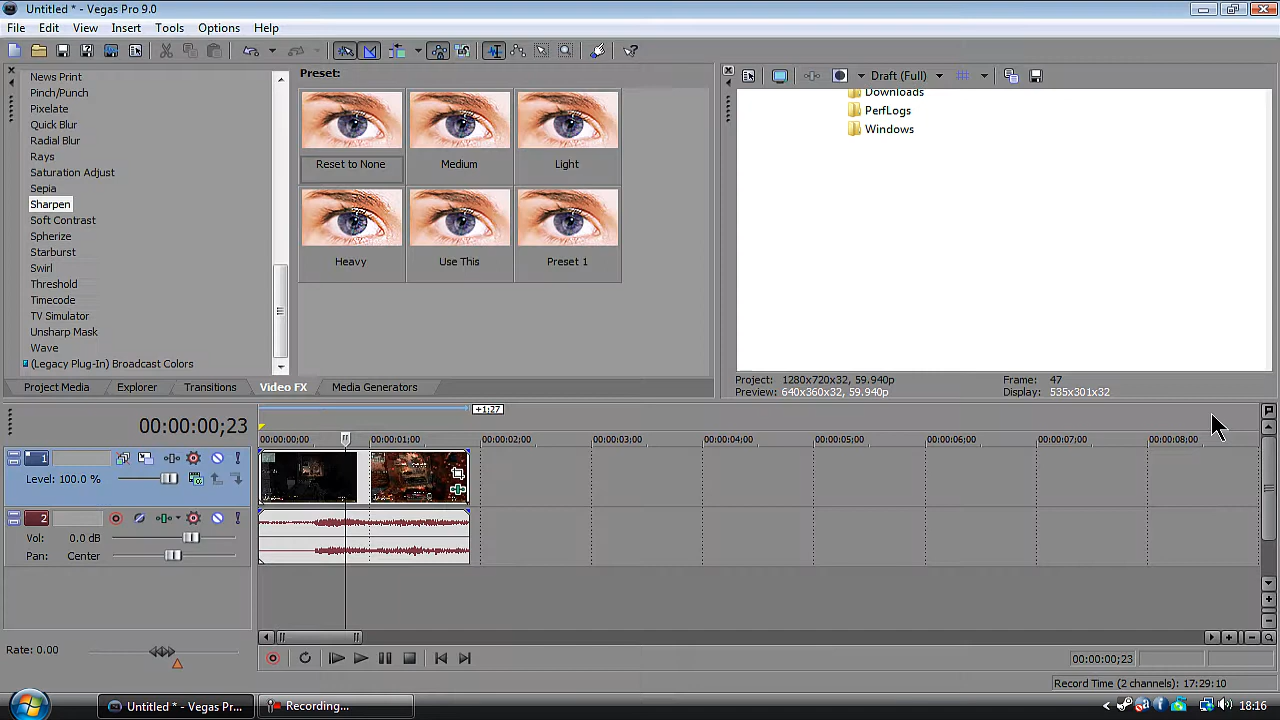 Untitled * - Vegas Pro 9.0
File Edit View Insert Tools Options Help
News Print
Pinch/Punch
Pixelate
Quick Blur
Radial Blur
Rays
Saturation Adjust
Sepia
Sharpen
Soft Contrast
Spherize
Starburst
Swirl
Threshold
Timecode
TV Simulator
Unsharp Mask
Wave
(Legacy Plug-In) Broadcast Colors
Preset:
Reset to None Medium Light
Heavy Use This Preset 1
Project Media Explorer Transitions Video FX Media Generators
Draft (Full)
Downloads
PerfLogs
Windows
Project: 1280x720x32, 59.940p Frame: 47
Preview: 640x360x32, 59.940p Display: 535x301x32
+1:27
00:00:00;23
00:00:00;00 00:00:01;00 00:00:02;00 00:00:03;00 00:00:04;00 00:00:05;00 00:00:06;00 00:00:07;00 00:00:08;00
1
Level: 100.0 %
2
Vol: 0.0 dB
Pan: Center
Rate: 0.00
00:00:00;23
Record Time (2 channels): 17:29:10
Untitled * - Vegas Pr... Recording... 18:16